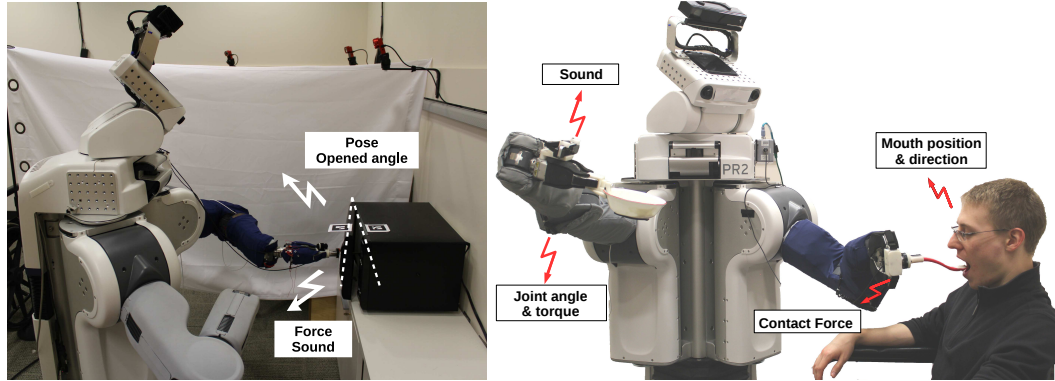 Pose
Opened angle
Force
Sound
Sound
Mouth position
& direction
PR2
Joint angle
& torque
Contact Force